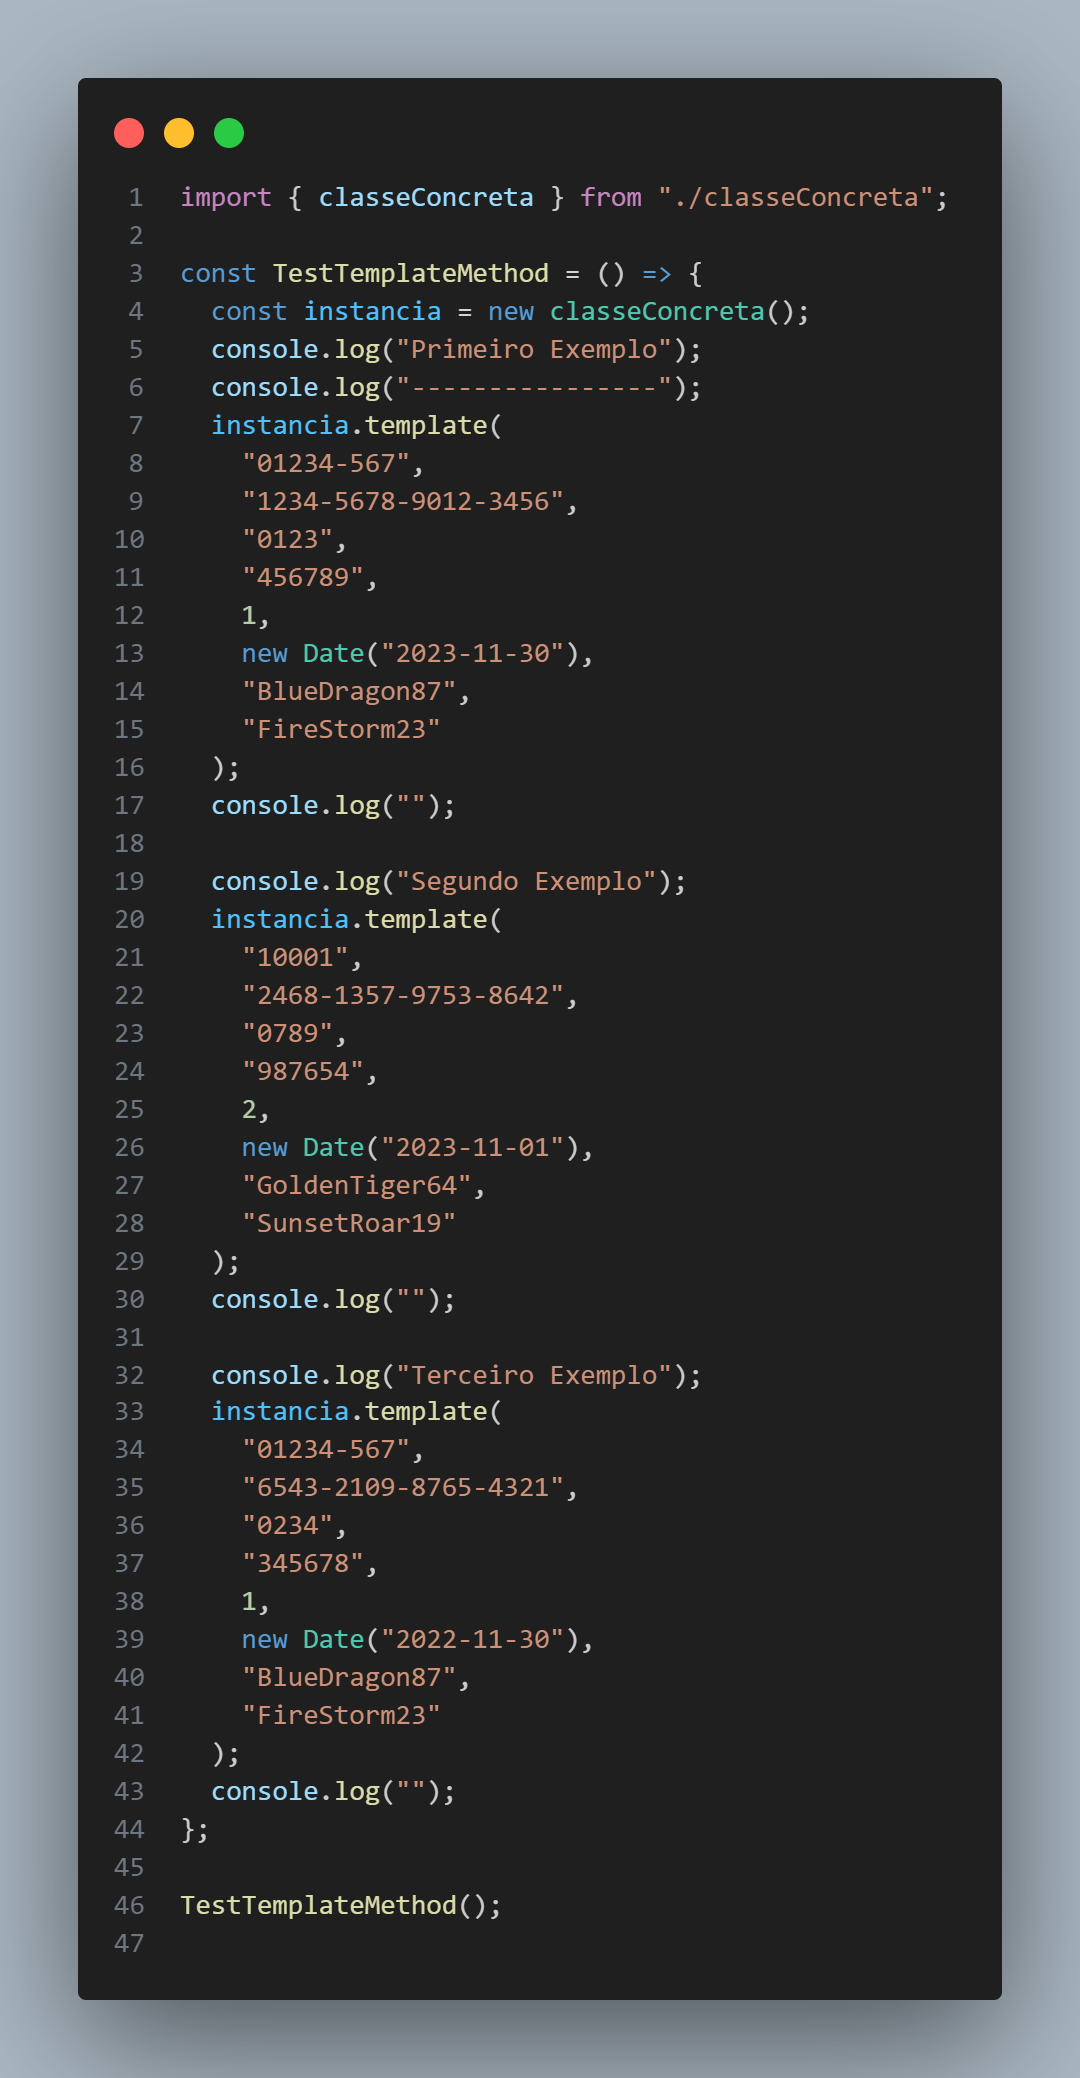 1 import { classeConcreta } from "./classeConcreta";
2
3 const TestTemplateMethod = () => {
4   const instancia = new classeConcreta();
5   console.log("Primeiro Exemplo");
6   console.log("----------------");
7   instancia.template(
8     "01234-567",
9     "1234-5678-9012-3456",
10     "0123",
11     "456789",
12     1,
13     new Date("2023-11-30"),
14     "BlueDragon87",
15     "FireStorm23"
16   );
17   console.log("");
18
19   console.log("Segundo Exemplo");
20   instancia.template(
21     "10001",
22     "2468-1357-9753-8642",
23     "0789",
24     "987654",
25     2,
26     new Date("2023-11-01"),
27     "GoldenTiger64",
28     "SunsetRoar19"
29   );
30   console.log("");
31
32   console.log("Terceiro Exemplo");
33   instancia.template(
34     "01234-567",
35     "6543-2109-8765-4321",
36     "0234",
37     "345678",
38     1,
39     new Date("2022-11-30"),
40     "BlueDragon87",
41     "FireStorm23"
42   );
43   console.log("");
44 };
45
46 TestTemplateMethod();
47